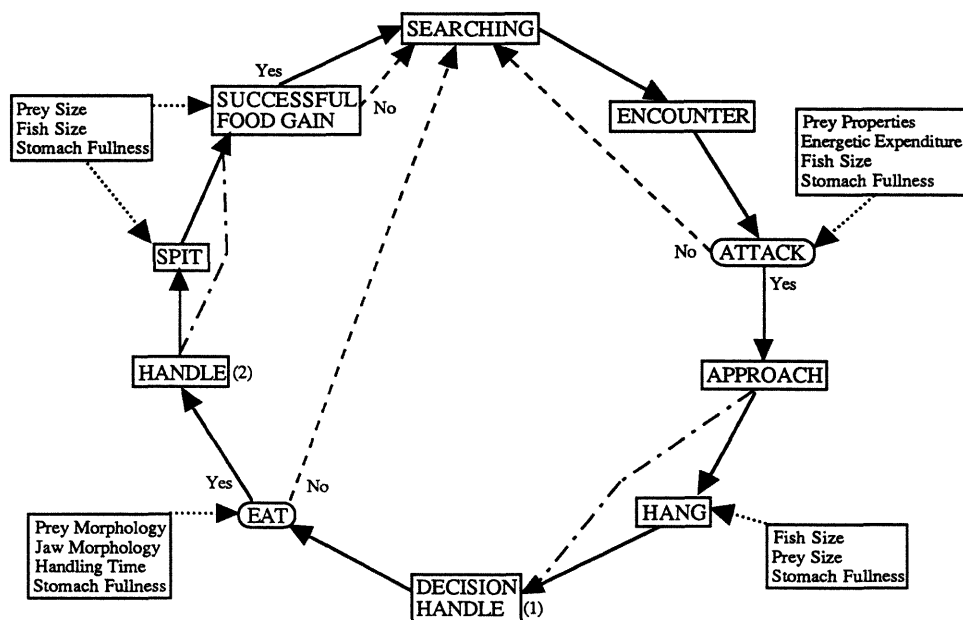 SEARCHING
Yes
SUCCESSFUL
FOOD GAIN
No
Prey Size
Fish Size
Stomach Fullness
ENCOUNTER
Prey Properties
Energetic Expenditure
Fish Size
Stomach Fullness
SPIT
No
ATTACK
Yes
HANDLE (2)
APPROACH
Yes
No
EAT
Prey Morphology
Jaw Morphology
Handling Time
Stomach Fullness
HANG
Fish Size
Prey Size
Stomach Fullness
DECISION
HANDLE (1)